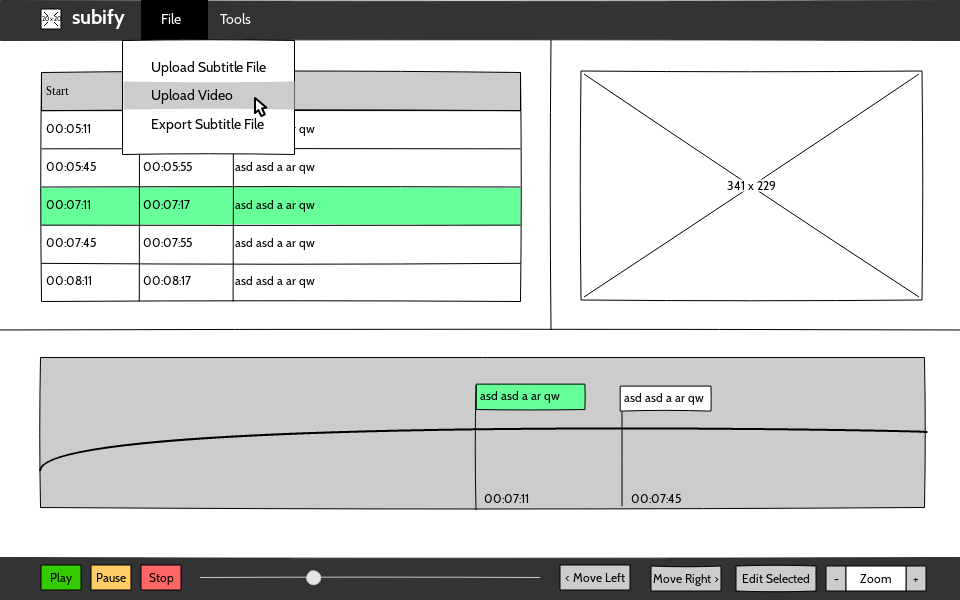 20 x 20 subify File Tools
Upload Subtitle File
Start Upload Video
00:05:11 Export Subtitle File qw
00:05:45 00:05:55 asd asd a ar qw
00:07:11 00:07:17 asd asd a ar qw
00:07:45 00:07:55 asd asd a ar qw
00:08:11 00:08:17 asd asd a ar qw
341 x 229
asd asd a ar qw asd asd a ar qw
00:07:11 00:07:45
Play Pause Stop ‹ Move Left Move Right › Edit Selected - Zoom +